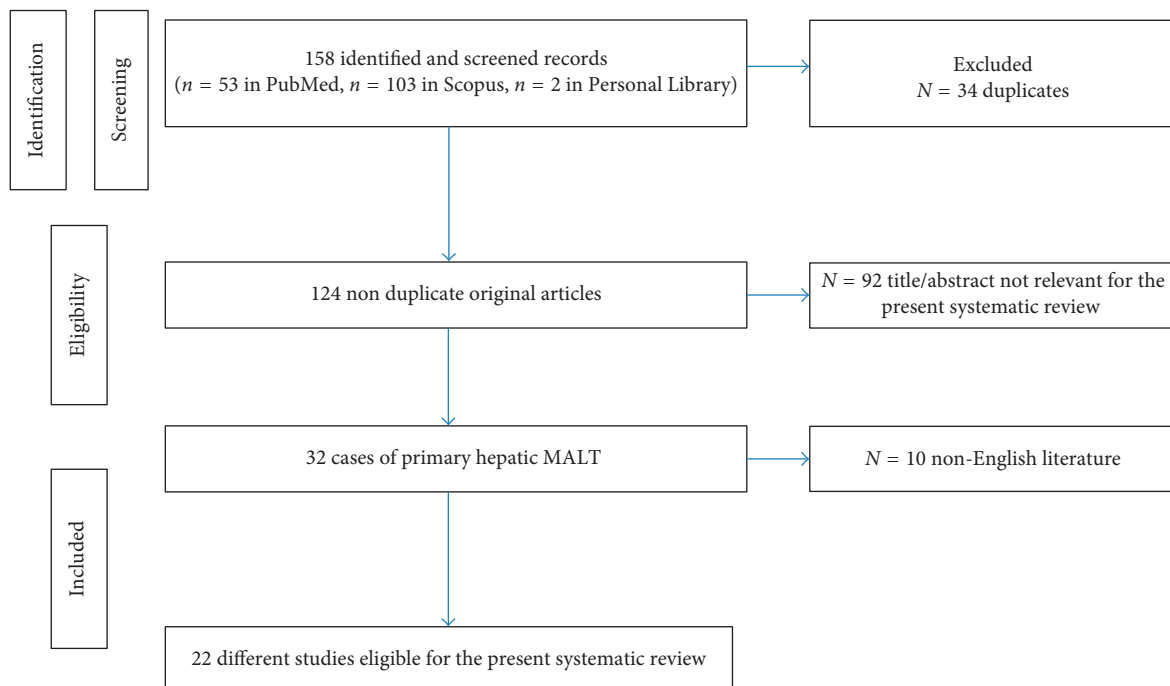 Identification
Screening
158 identified and screened records
(n = 53 in PubMed, n = 103 in Scopus, n = 2 in Personal Library)
Excluded
N = 34 duplicates
Eligibility
124 non duplicate original articles
N = 92 title/abstract not relevant for the
present systematic review
32 cases of primary hepatic MALT
N = 10 non-English literature
Included
22 different studies eligible for the present systematic review